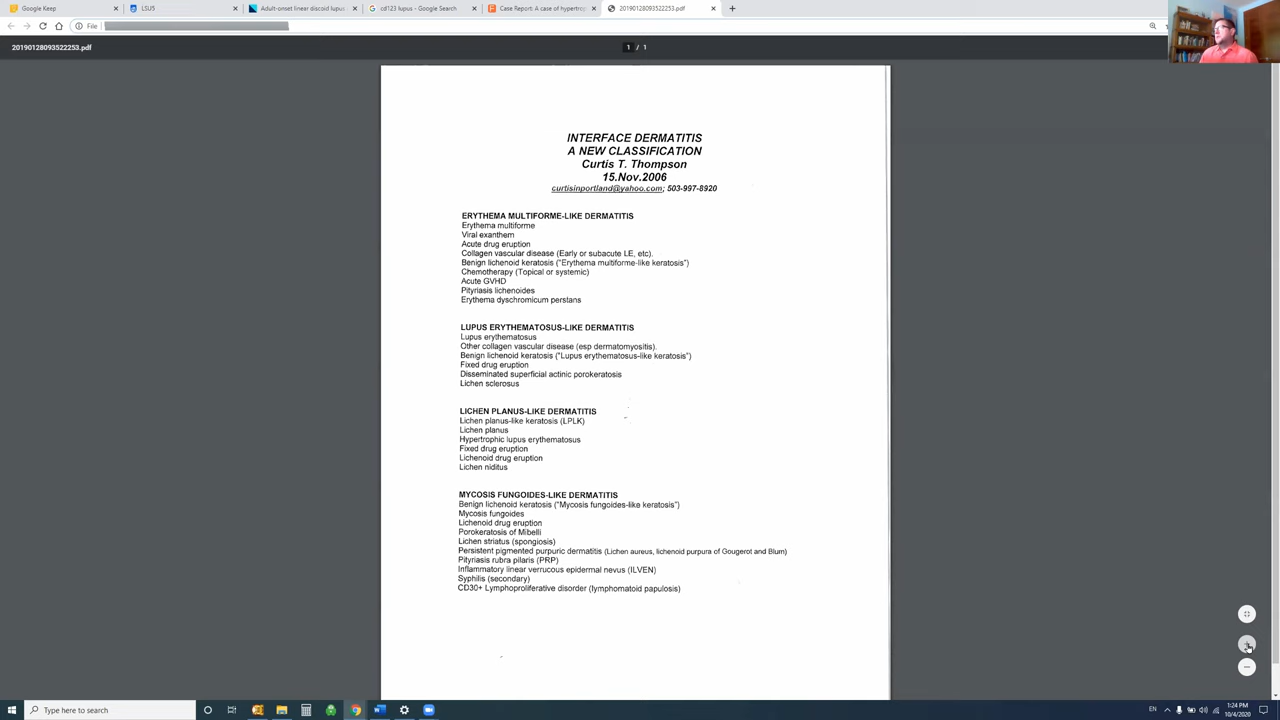 Google Keep
LSU5
Adult-onset linear discoid lupus
cd123 lupus - Google Search
Case Report: A case of hypertrop
20190128093522253.pdf
File
20190128093522253.pdf
1 / 1
INTERFACE DERMATITIS
A NEW CLASSIFICATION
Curtis T. Thompson
15.Nov.2006
curtisinportland@yahoo.com; 503-997-8920
ERYTHEMA MULTIFORME-LIKE DERMATITIS
Erythema multiforme
Viral exanthem
Acute drug eruption
Collagen vascular disease (Early or subacute LE, etc).
Benign lichenoid keratosis ("Erythema multiforme-like keratosis")
Chemotherapy (Topical or systemic)
Acute GVHD
Pityriasis lichenoides
Erythema dyschromicum perstans
LUPUS ERYTHEMATOSUS-LIKE DERMATITIS
Lupus erythematosus
Other collagen vascular disease (esp dermatomyositis).
Benign lichenoid keratosis ("Lupus erythematosus-like keratosis")
Fixed drug eruption
Disseminated superficial actinic porokeratosis
Lichen sclerosus
LICHEN PLANUS-LIKE DERMATITIS
Lichen planus-like keratosis (LPLK)
Lichen planus
Hypertrophic lupus erythematosus
Fixed drug eruption
Lichenoid drug eruption
Lichen niditus
MYCOSIS FUNGOIDES-LIKE DERMATITIS
Benign lichenoid keratosis ("Mycosis fungoides-like keratosis")
Mycosis fungoides
Lichenoid drug eruption
Porokeratosis of Mibelli
Lichen striatus (spongiosis)
Persistent pigmented purpuric dermatitis (Lichen aureus, lichenoid purpura of Gougerot and Blum)
Pityriasis rubra pilaris (PRP)
Inflammatory linear verrucous epidermal nevus (ILVEN)
Syphilis (secondary)
CD30+ Lymphoproliferative disorder (lymphomatoid papulosis)
Type here to search
EN
1:24 PM
10/4/2020